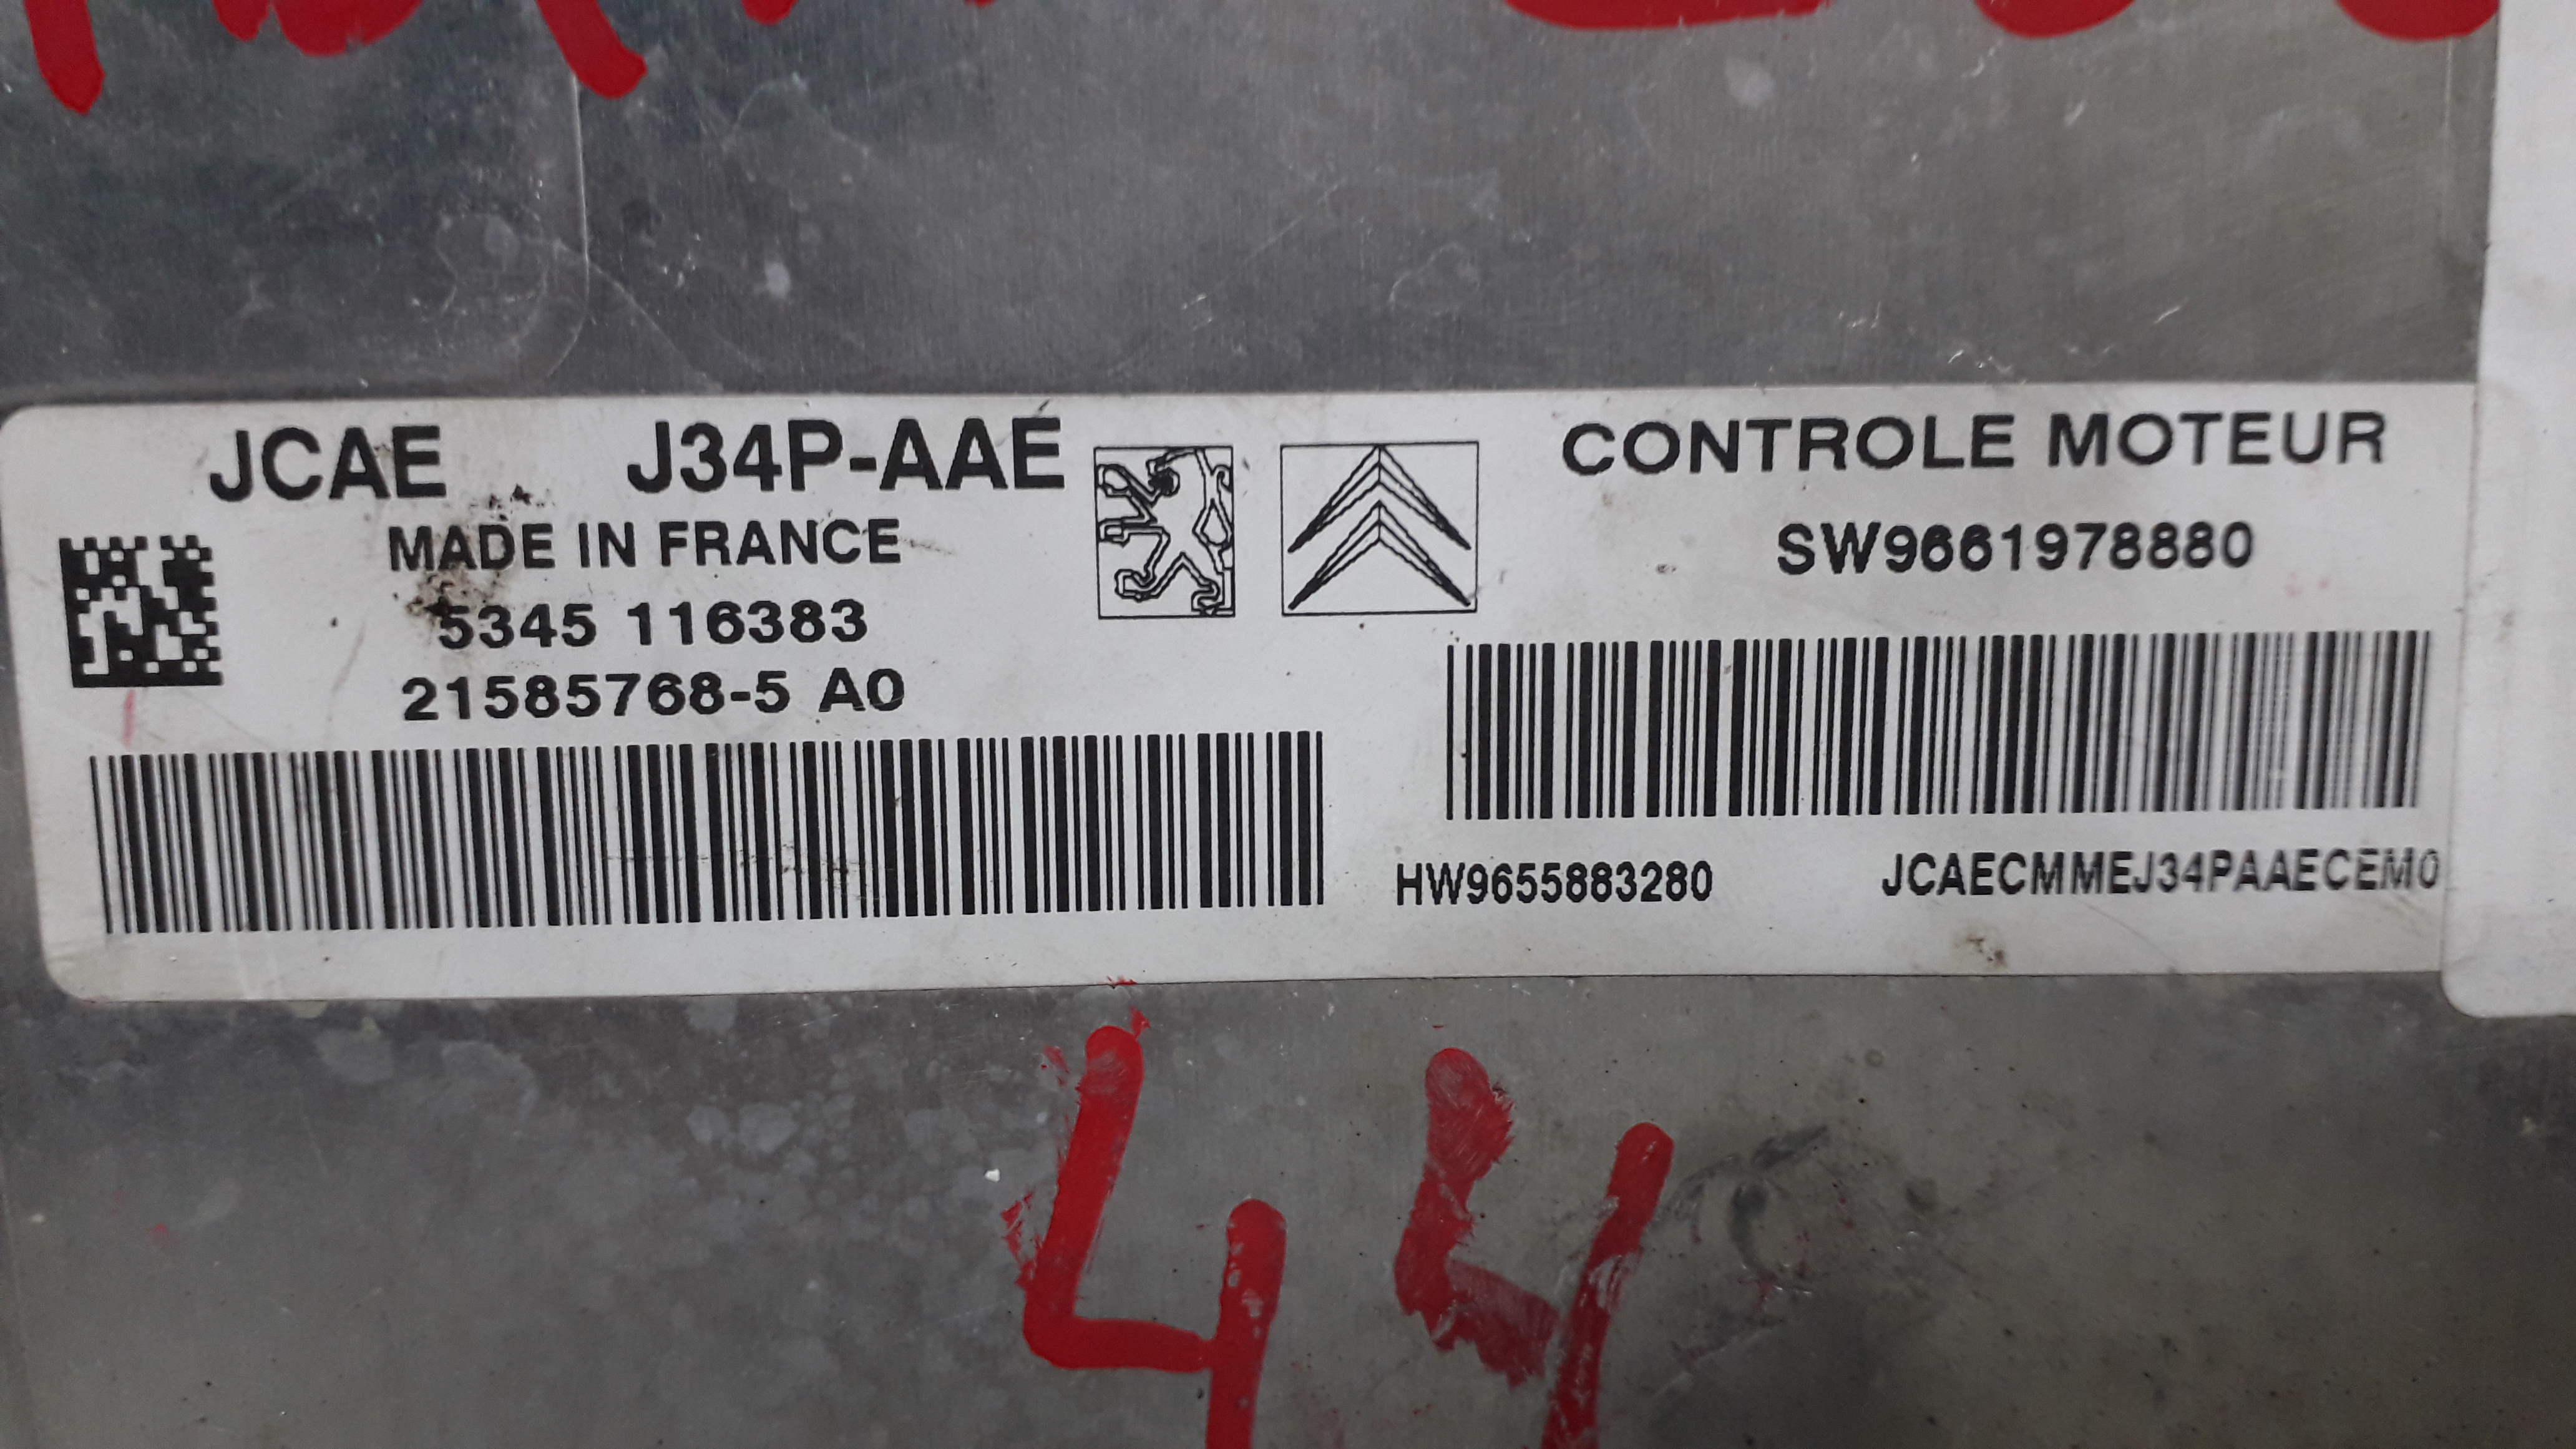 JCAE J34P-AAE
MADE IN FRANCE
5345 116383
21585768-5 A0
CONTROLE MOTEUR
SW9661978880
HW9655883280 JCAECMMEJ34PAAECEM0
44